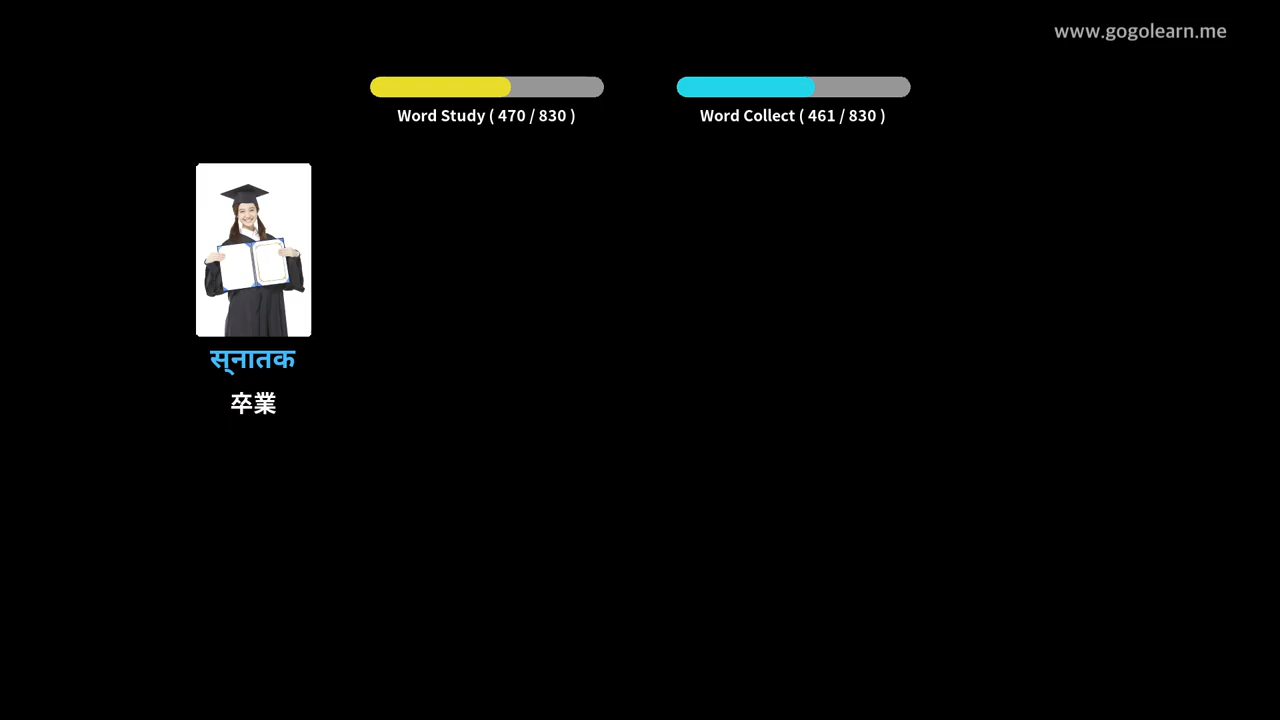 www.gogolearn.me
Word Study ( 470 / 830 )
Word Collect ( 461 / 830 )
स्‌नातक
卒業